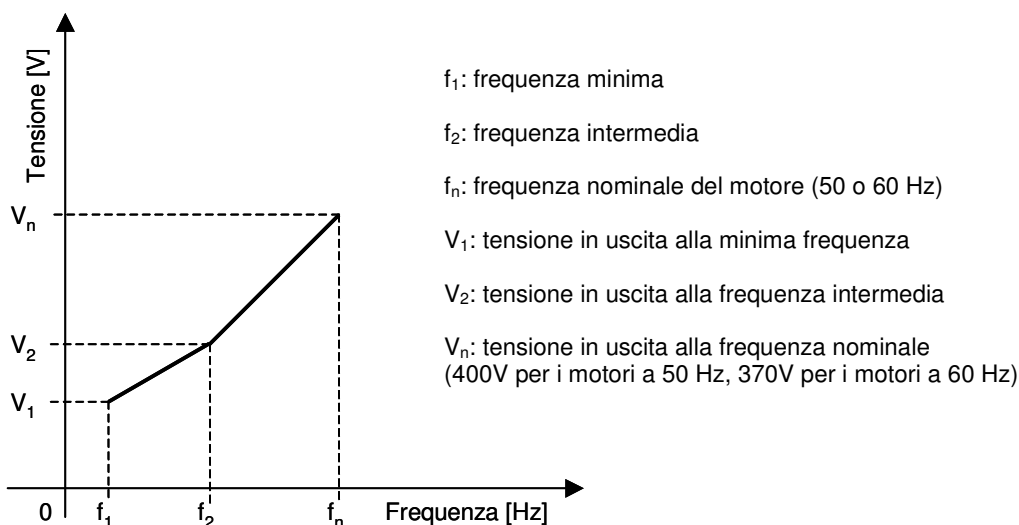 Tensione [V]
f₁: frequenza minima
f₂: frequenza intermedia
fₙ: frequenza nominale del motore (50 o 60 Hz)
Vₙ
V₁: tensione in uscita alla minima frequenza
V₂: tensione in uscita alla frequenza intermedia
V₂
Vₙ: tensione in uscita alla frequenza nominale
(400V per i motori a 50 Hz, 370V per i motori a 60 Hz)
V₁
0 f₁ f₂ fₙ Frequenza [Hz]